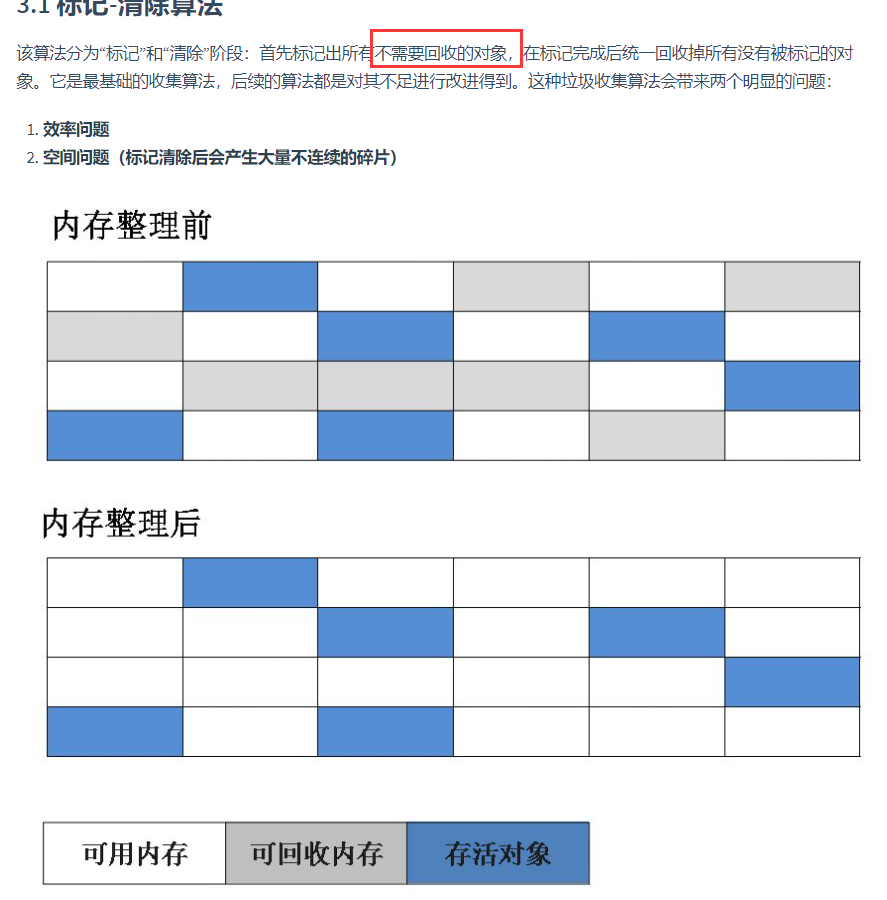 3.1 标记-清除算法
该算法分为“标记”和“清除”阶段：首先标记出所有不需要回收的对象，在标记完成后统一回收掉所有没有被标记的对
象。它是最基础的收集算法，后续的算法都是对其不足进行改进得到。这种垃圾收集算法会带来两个明显的问题：
1. 效率问题
2. 空间问题（标记清除后会产生大量不连续的碎片）
内存整理前
内存整理后
可用内存 可回收内存 存活对象